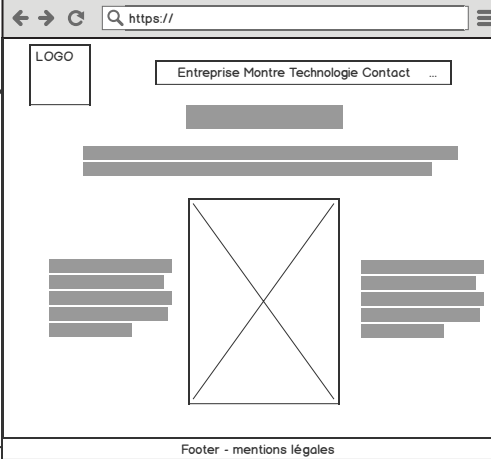 https://
LOGO
Entreprise Montre Technologie Contact ...
Footer - mentions légales